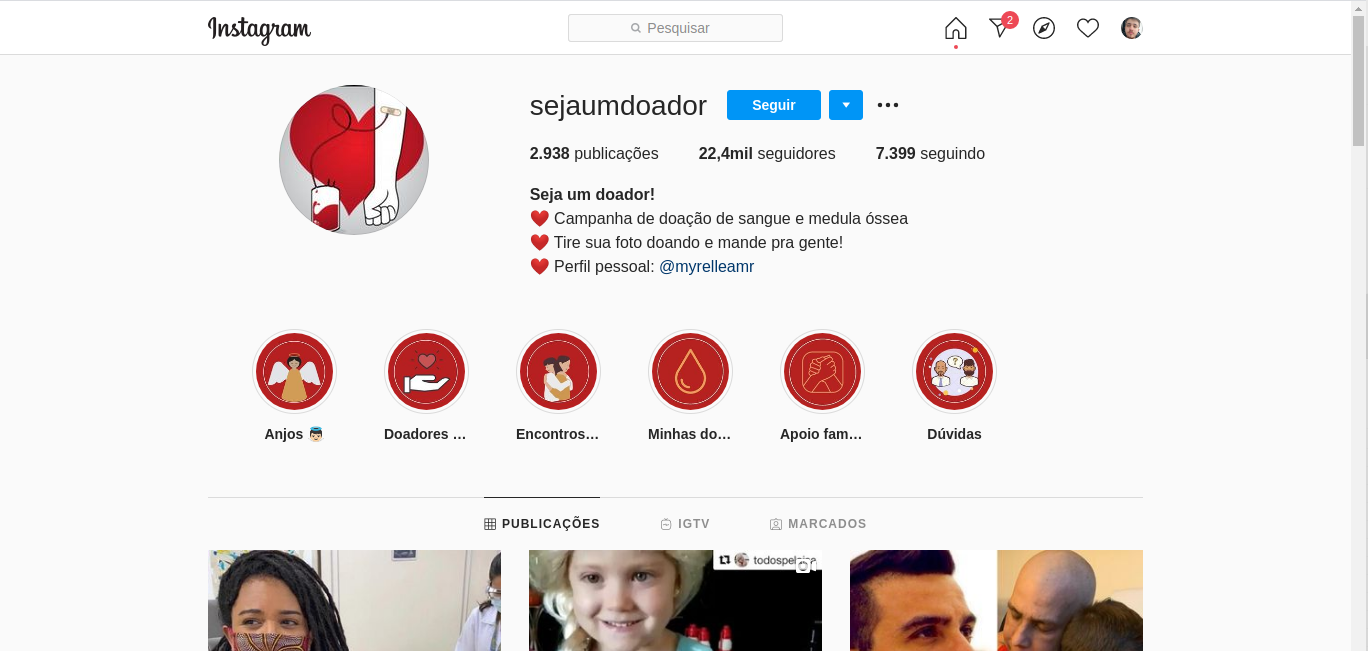 Instagram
Pesquisar
2
sejaumdoador Seguir
2.938 publicações 22,4mil seguidores 7.399 seguindo
Seja um doador!
❤️ Campanha de doação de sangue e medula óssea
❤️ Tire sua foto doando e mande pra gente!
❤️ Perfil pessoal: @myrelleamr
Anjos 👼🏻 Doadores ... Encontros... Minhas do... Apoio fam... Dúvidas
PUBLICAÇÕES IGTV MARCADOS